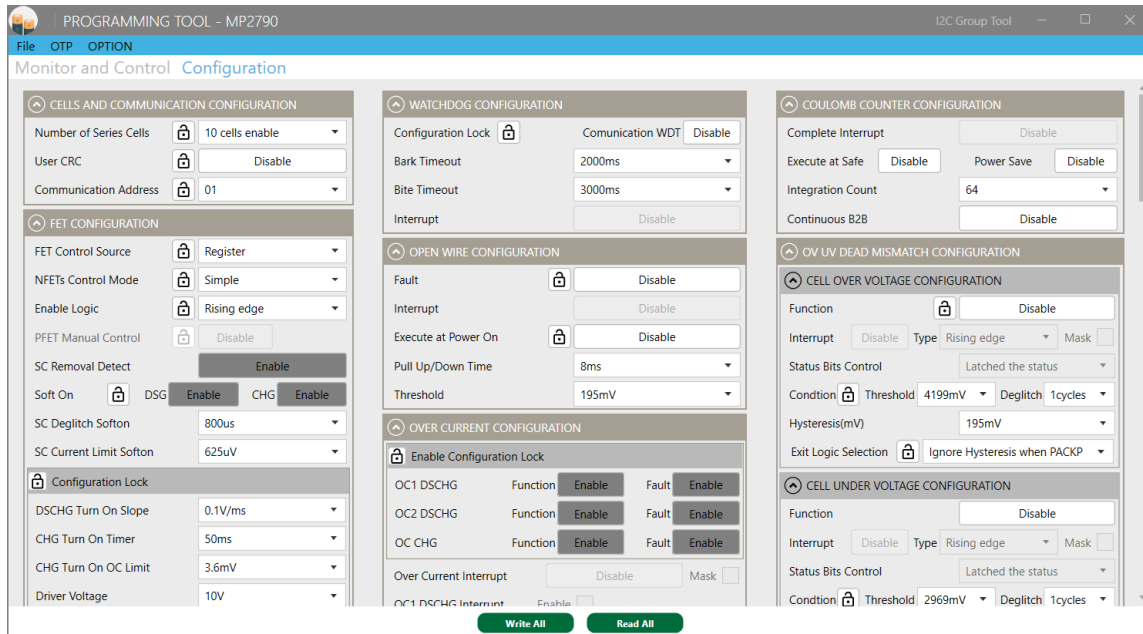 PROGRAMMING TOOL - MP2790
I2C Group Tool
File OTP OPTION
Monitor and Control Configuration
CELLS AND COMMUNICATION CONFIGURATION
Number of Series Cells 10 cells enable
User CRC Disable
Communication Address 01
FET CONFIGURATION
FET Control Source Register
NFETs Control Mode Simple
Enable Logic Rising edge
PFET Manual Control Disable
SC Removal Detect Enable
Soft On DSG Enable CHG Enable
SC Deglitch Softon 800us
SC Current Limit Softon 625uV
Configuration Lock
DSCHG Turn On Slope 0.1V/ms
CHG Turn On Timer 50ms
CHG Turn On OC Limit 3.6mV
Driver Voltage 10V
WATCHDOG CONFIGURATION
Configuration Lock Comunication WDT Disable
Bark Timeout 2000ms
Bite Timeout 3000ms
Interrupt Disable
OPEN WIRE CONFIGURATION
Fault Disable
Interrupt Disable
Execute at Power On Disable
Pull Up/Down Time 8ms
Threshold 195mV
OVER CURRENT CONFIGURATION
Enable Configuration Lock
OC1 DSCHG Function Enable Fault Enable
OC2 DSCHG Function Enable Fault Enable
OC CHG Function Enable Fault Enable
Over Current Interrupt Disable Mask
OC1 DSCHG Interrupt Enable
COULOMB COUNTER CONFIGURATION
Complete Interrupt Disable
Execute at Safe Disable Power Save Disable
Integration Count 64
Continuous B2B Disable
OV UV DEAD MISMATCH CONFIGURATION
CELL OVER VOLTAGE CONFIGURATION
Function Disable
Interrupt Disable Type Rising edge Mask
Status Bits Control Latched the status
Condtion Threshold 4199mV Deglitch 1cycles
Hysteresis(mV) 195mV
Exit Logic Selection Ignore Hysteresis when PACKP
CELL UNDER VOLTAGE CONFIGURATION
Function Disable
Interrupt Disable Type Rising edge Mask
Status Bits Control Latched the status
Condtion Threshold 2969mV Deglitch 1cycles
Write All Read All